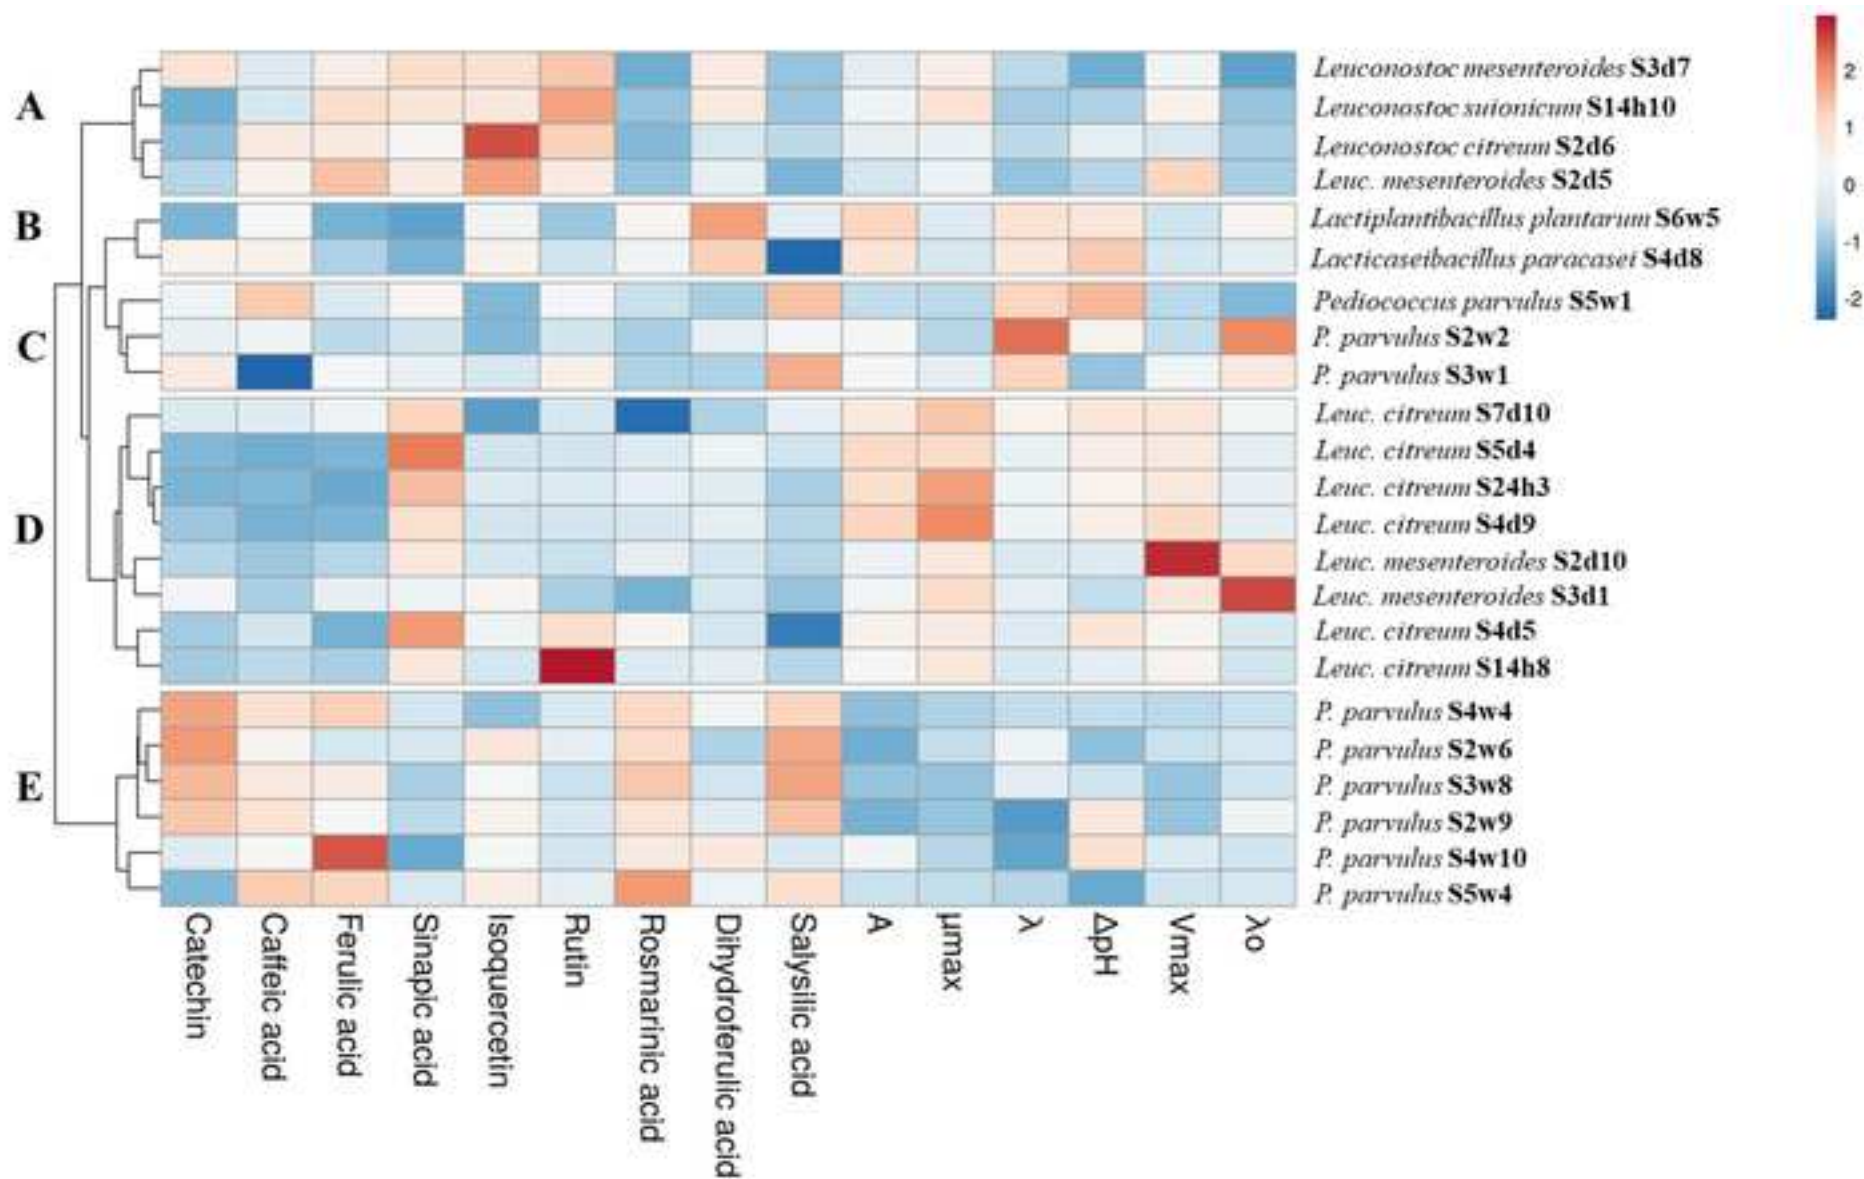 A
B
C
D
E
Leuconostoc mesenteroides S3d7
Leuconostoc suionicum S14h10
Leuconostoc citreum S2d6
Leuc. mesenteroides S2d5
Lactiplantibacillus plantarum S6w5
Lacticaseibacillus paracasei S4d8
Pediococcus parvulus S5w1
P. parvulus S2w2
P. parvulus S3w1
Leuc. citreum S7d10
Leuc. citreum S5d4
Leuc. citreum S24h3
Leuc. citreum S4d9
Leuc. mesenteroides S2d10
Leuc. mesenteroides S3d1
Leuc. citreum S4d5
Leuc. citreum S14h8
P. parvulus S4w4
P. parvulus S2w6
P. parvulus S3w8
P. parvulus S2w9
P. parvulus S4w10
P. parvulus S5w4
2
1
0
-1
-2
Catechin
Caffeic acid
Ferulic acid
Sinapic acid
Isoquercetin
Rutin
Rosmarinic acid
Dihydroferulic acid
Salysilic acid
A
μmax
λ
ΔpH
Vmax
λo